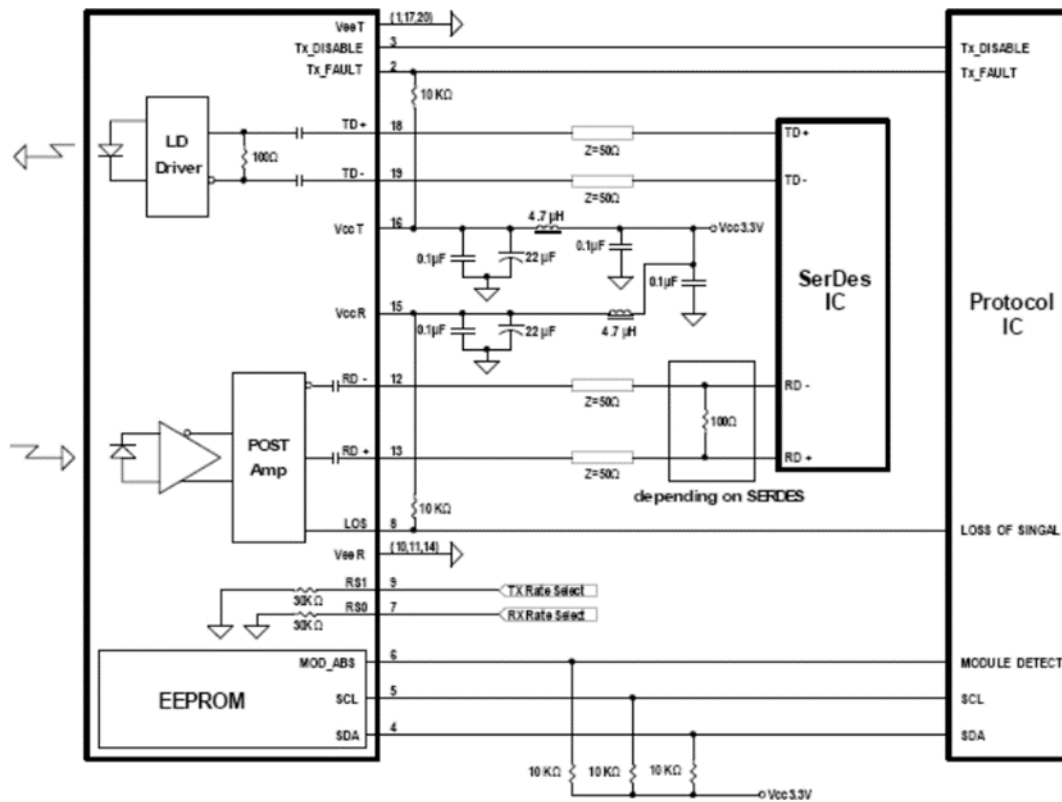 VeeT (1,17,20)
Tx_DISABLE 3 Tx_DISABLE
Tx_FAULT 2 Tx_FAULT
10 KΩ
LD
Driver
100Ω
TD+ 18 Z=50Ω TD+
TD- 19 Z=50Ω TD-
VccT 16 4.7 µH Vcc3.3V
0.1µF 22 µF 0.1µF 0.1µF
SerDes
IC
Protocol
IC
VccR 15 4.7 µH
0.1µF 22 µF
RD - 12 Z=50Ω RD -
100Ω
POST
Amp
RD + 13 Z=50Ω RD +
depending on SERDES
10 KΩ
LOS 8 LOSS OF SINGAL
VeeR (10,11,14)
RS1 9 TX Rate Select
30KΩ
RS0 7 RX Rate Select
30KΩ
MOD_ABS 6 MODULE DETECT
EEPROM
SCL 5 SCL
SDA 4 SDA
10 KΩ 10 KΩ 10 KΩ
Vcc3.3V